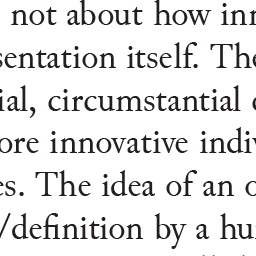 not about how inn
sentation itself. The
ial, circumstantial
ore innovative indiv
es. The idea of an o
/definition by a hu